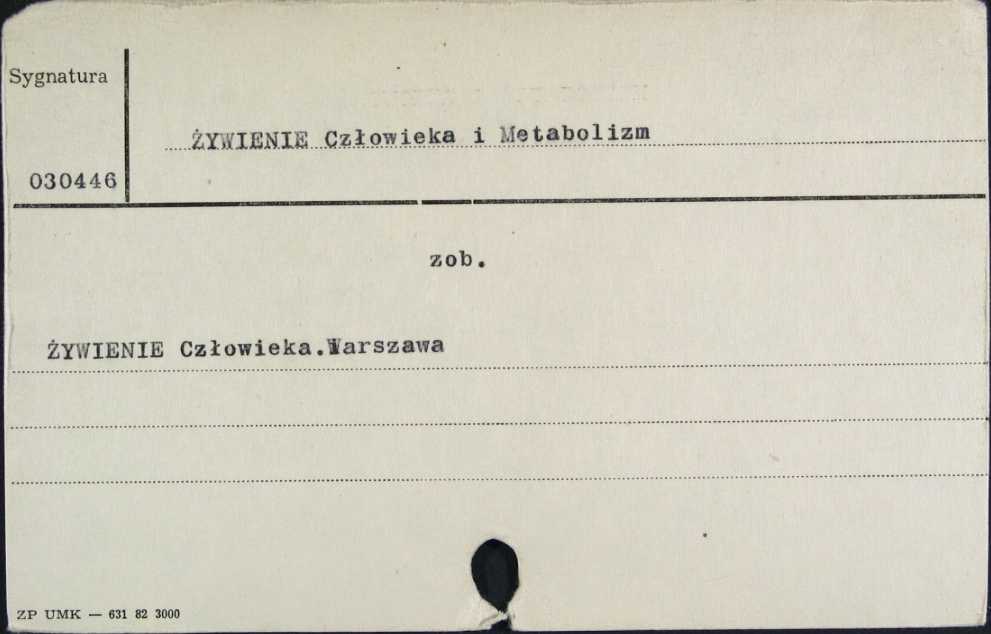 Sygnatura
ŻYWIENIE Człowieka i Metabolizm
030446
zob.
ŻYWIENIE Człowieka.Warszawa
ZP UMK — 631 82 3000